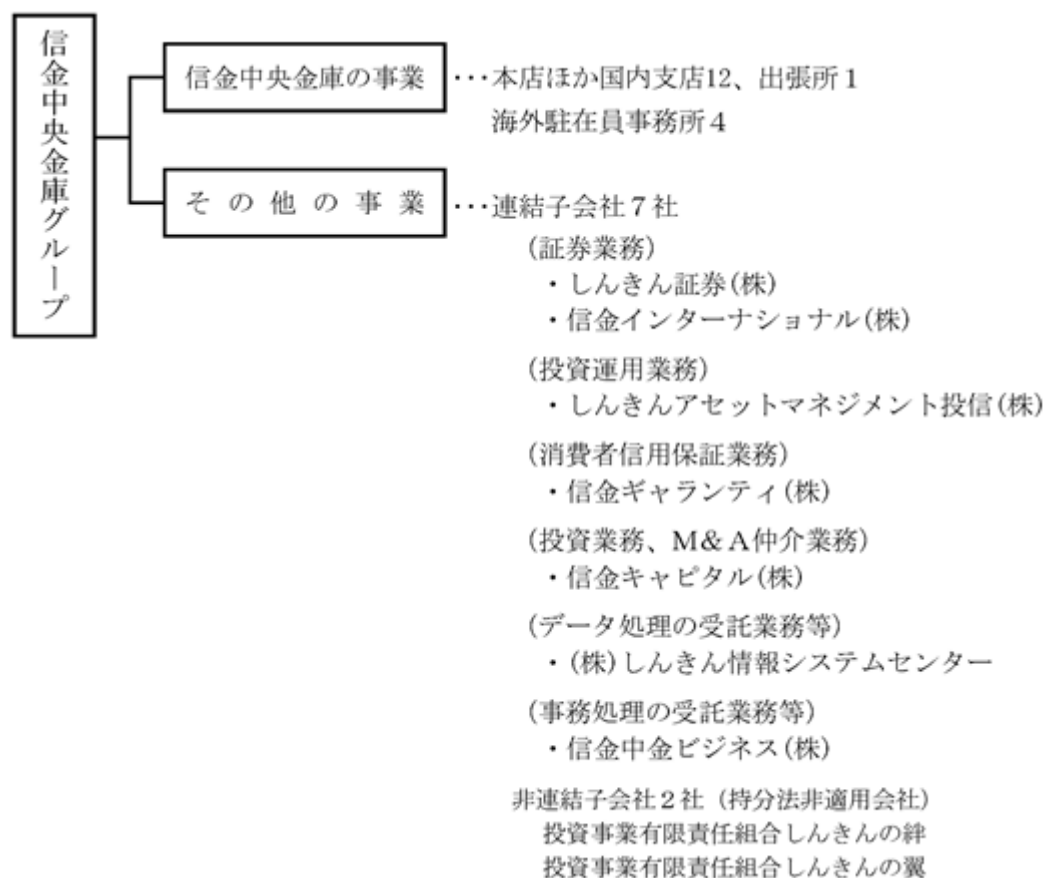 信金中央金庫グループ
信金中央金庫の事業 ･･･本店ほか国内支店12、出張所１
海外駐在員事務所４
その他の事業 ･･･連結子会社７社
(証券業務)
・しんきん証券(株)
・信金インターナショナル(株)
(投資運用業務)
・しんきんアセットマネジメント投信(株)
(消費者信用保証業務)
・信金ギャランティ(株)
(投資業務、M&A仲介業務)
・信金キャピタル(株)
(データ処理の受託業務等)
・(株)しんきん情報システムセンター
(事務処理の受託業務等)
・信金中金ビジネス(株)
非連結子会社２社（持分法非適用会社）
投資事業有限責任組合しんきんの絆
投資事業有限責任組合しんきんの翼